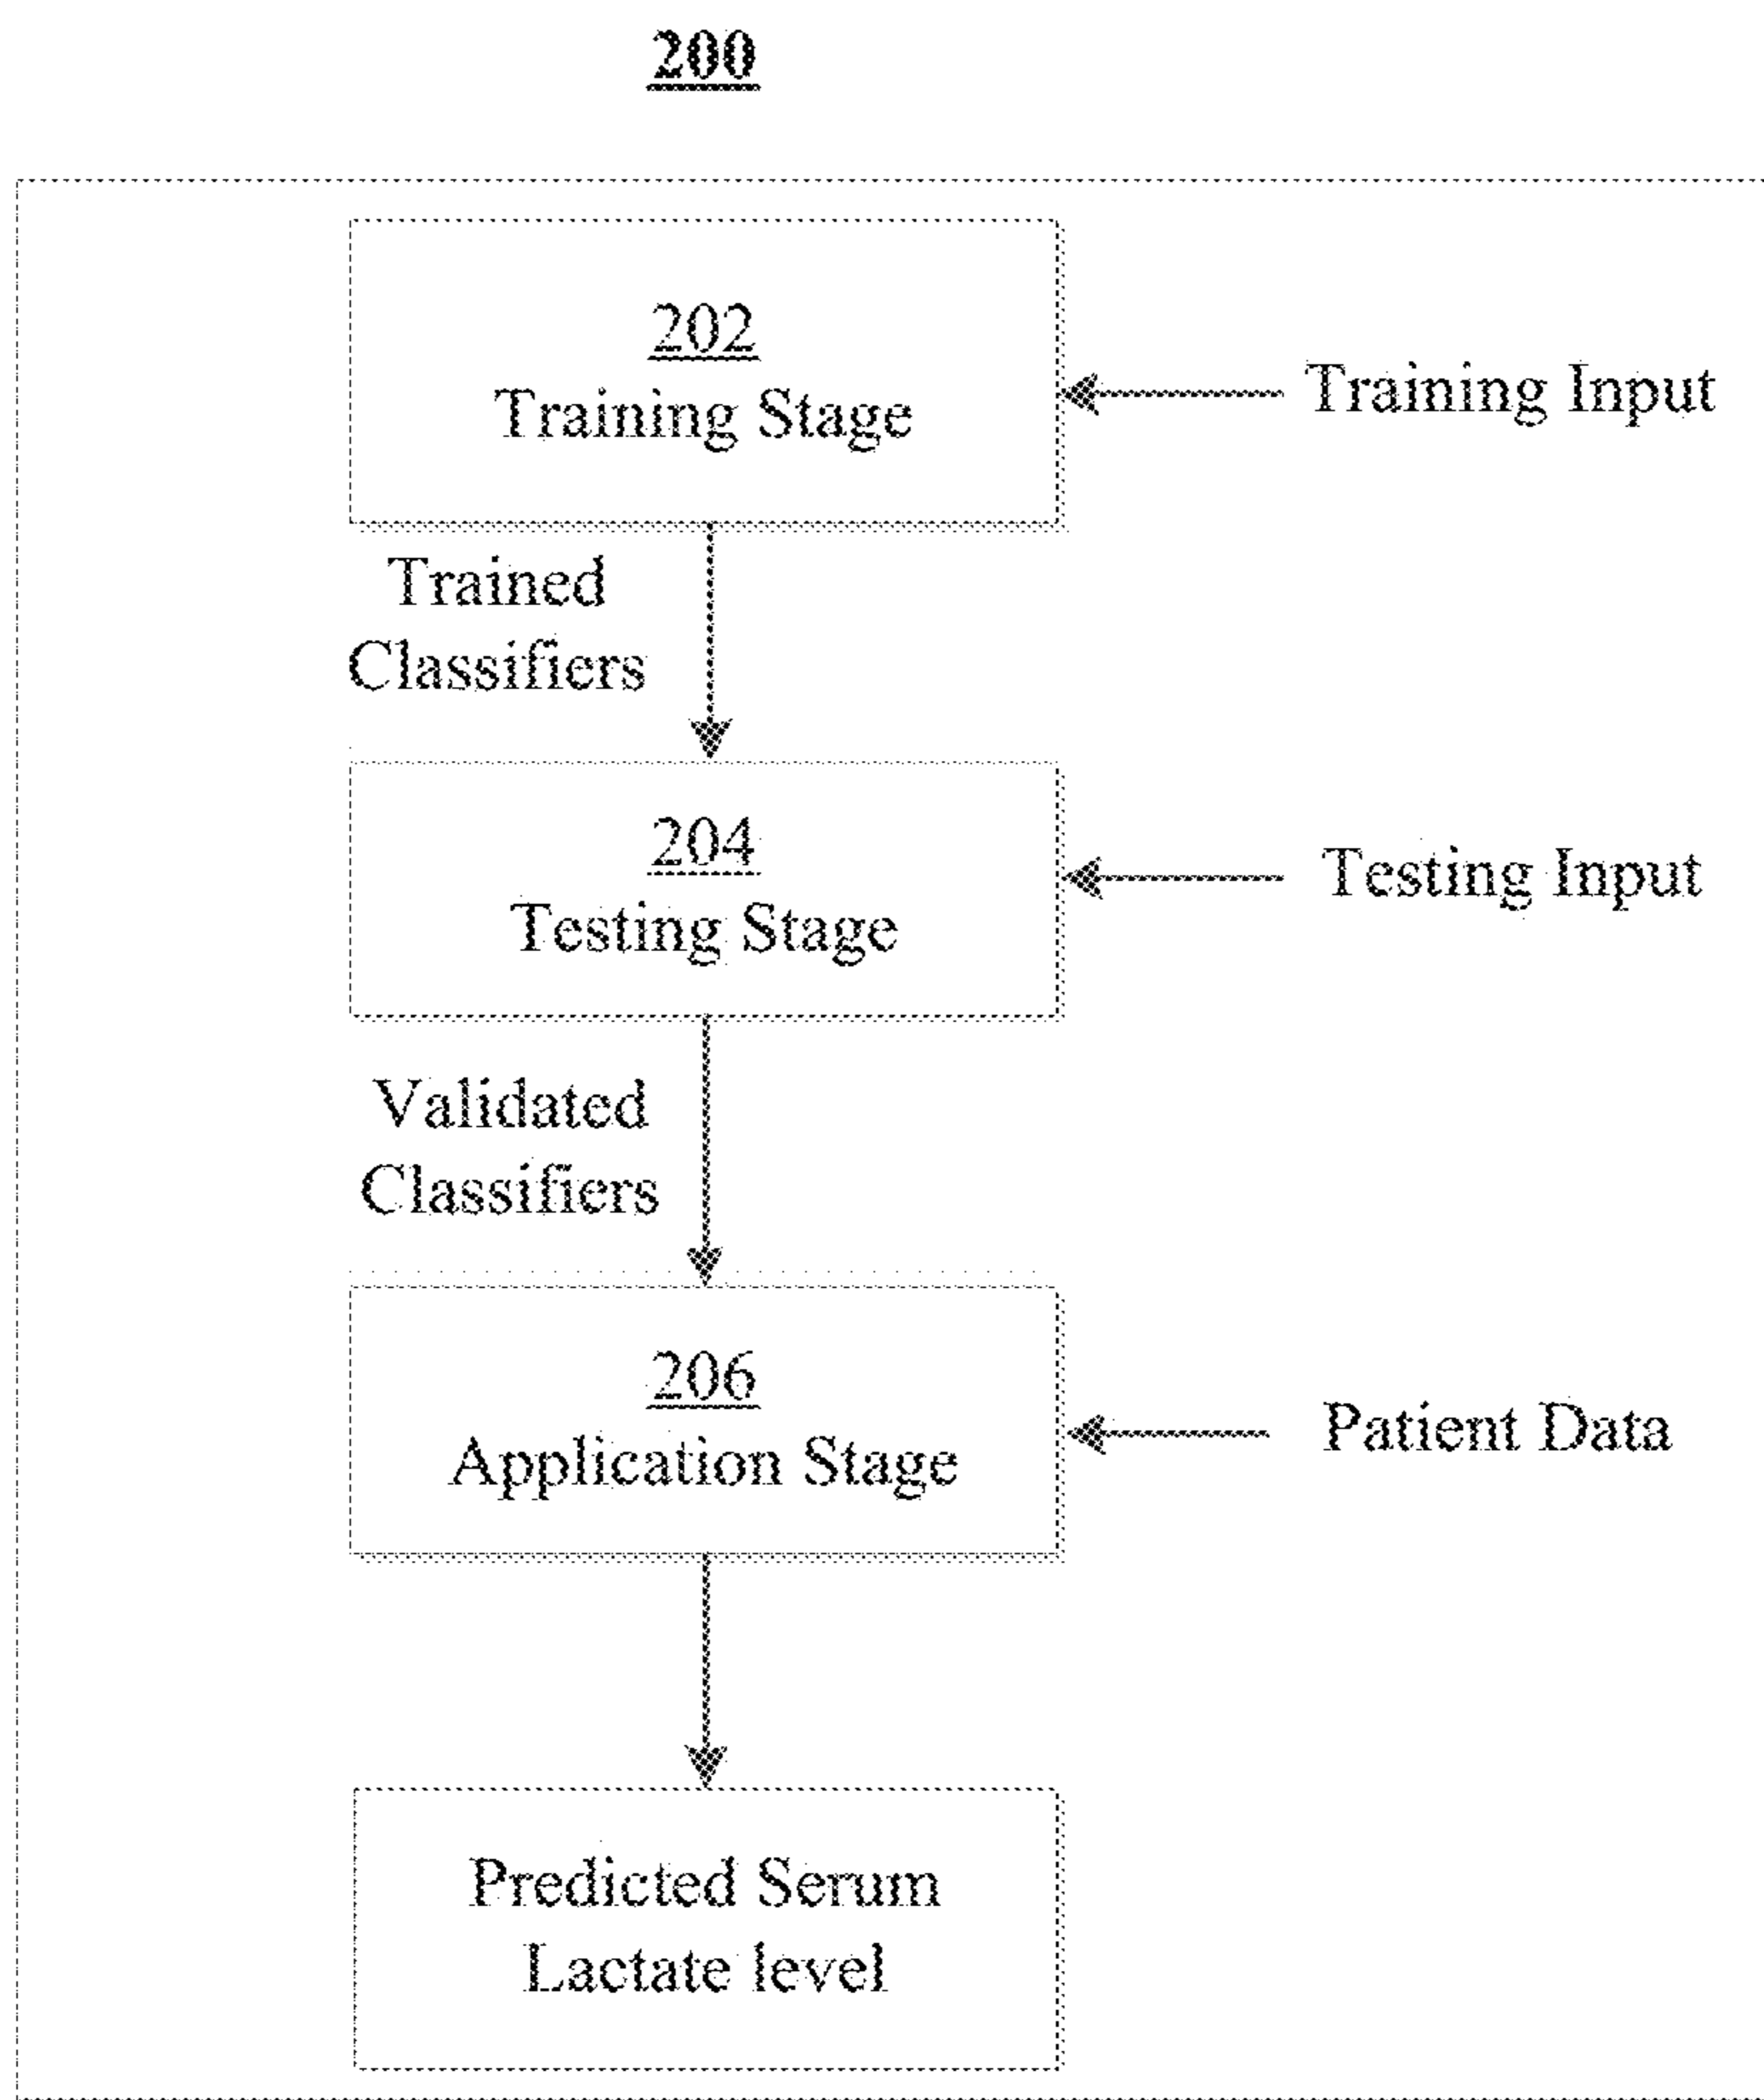 200
202
Training Stage
Training Input
Trained
Classifiers
204
Testing Stage
Testing Input
Validated
Classifiers
206
Application Stage
Patient Data
Predicted Serum
Lactate level